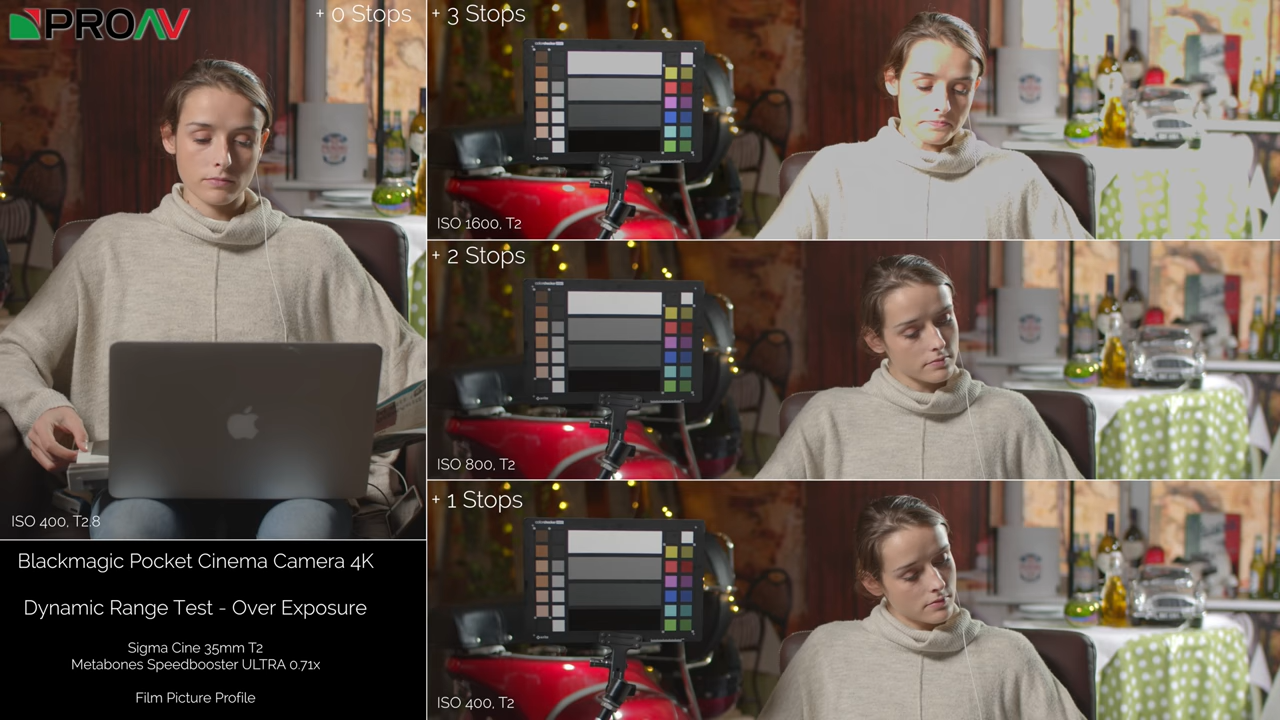 PROAV
+ 0 Stops
ISO 400, T2.8
+ 3 Stops
ISO 1600, T2
+ 2 Stops
ISO 800, T2
+ 1 Stops
ISO 400, T2
Blackmagic Pocket Cinema Camera 4K
Dynamic Range Test - Over Exposure
Sigma Cine 35mm T2
Metabones Speedbooster ULTRA 0.71x
Film Picture Profile